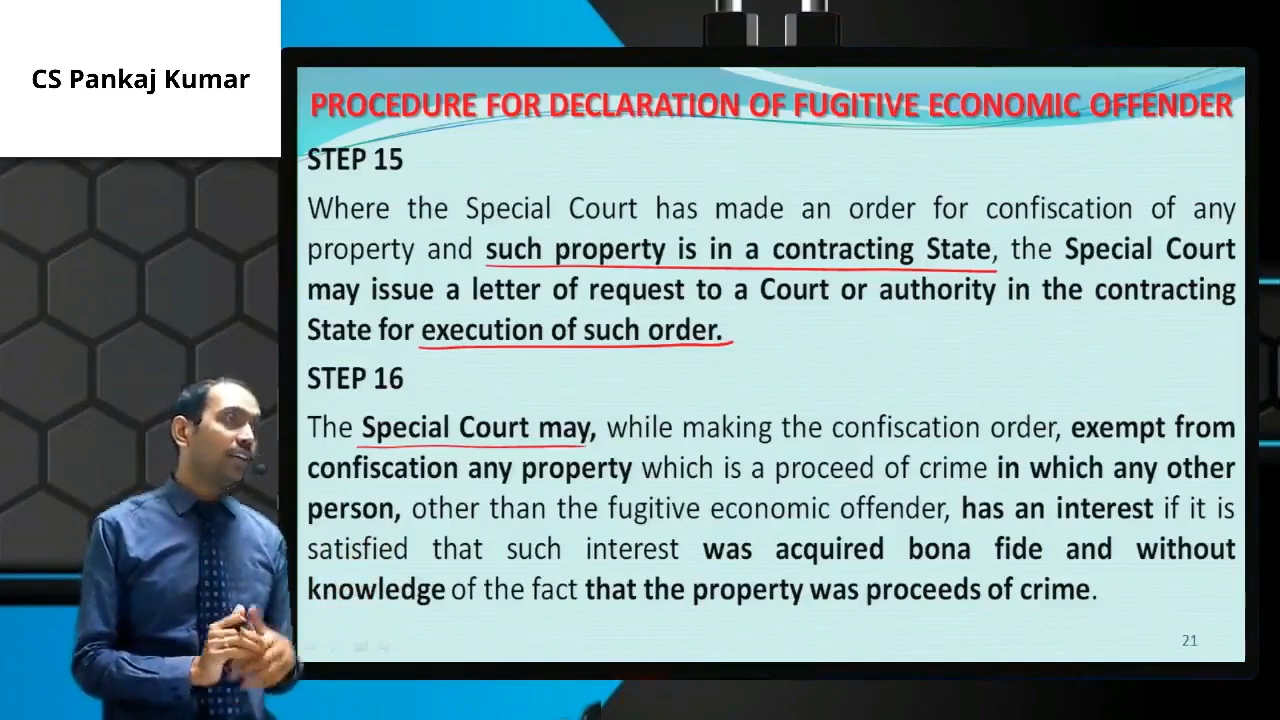 CS Pankaj Kumar
PROCEDURE FOR DECLARATION OF FUGITIVE ECONOMIC OFFENDER
STEP 15
Where the Special Court has made an order for confiscation of any
property and such property is in a contracting State, the Special Court
may issue a letter of request to a Court or authority in the contracting
State for execution of such order.
STEP 16
The Special Court may, while making the confiscation order, exempt from
confiscation any property which is a proceed of crime in which any other
person, other than the fugitive economic offender, has an interest if it is
satisfied that such interest was acquired bona fide and without
knowledge of the fact that the property was proceeds of crime.
21